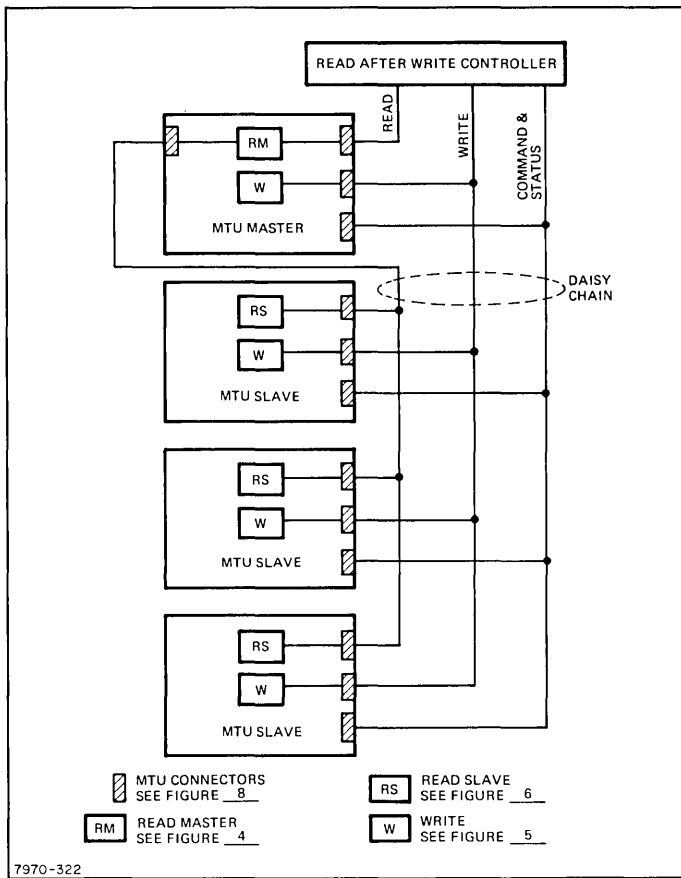 READ AFTER WRITE CONTROLLER
READ
WRITE
COMMAND &
STATUS
RM
W
MTU MASTER
DAISY
CHAIN
RS
W
MTU SLAVE
RS
W
MTU SLAVE
RS
W
MTU SLAVE
MTU CONNECTORS
SEE FIGURE 8
RS
READ SLAVE
SEE FIGURE 6
RM
READ MASTER
SEE FIGURE 4
W
WRITE
SEE FIGURE 5
7970-322